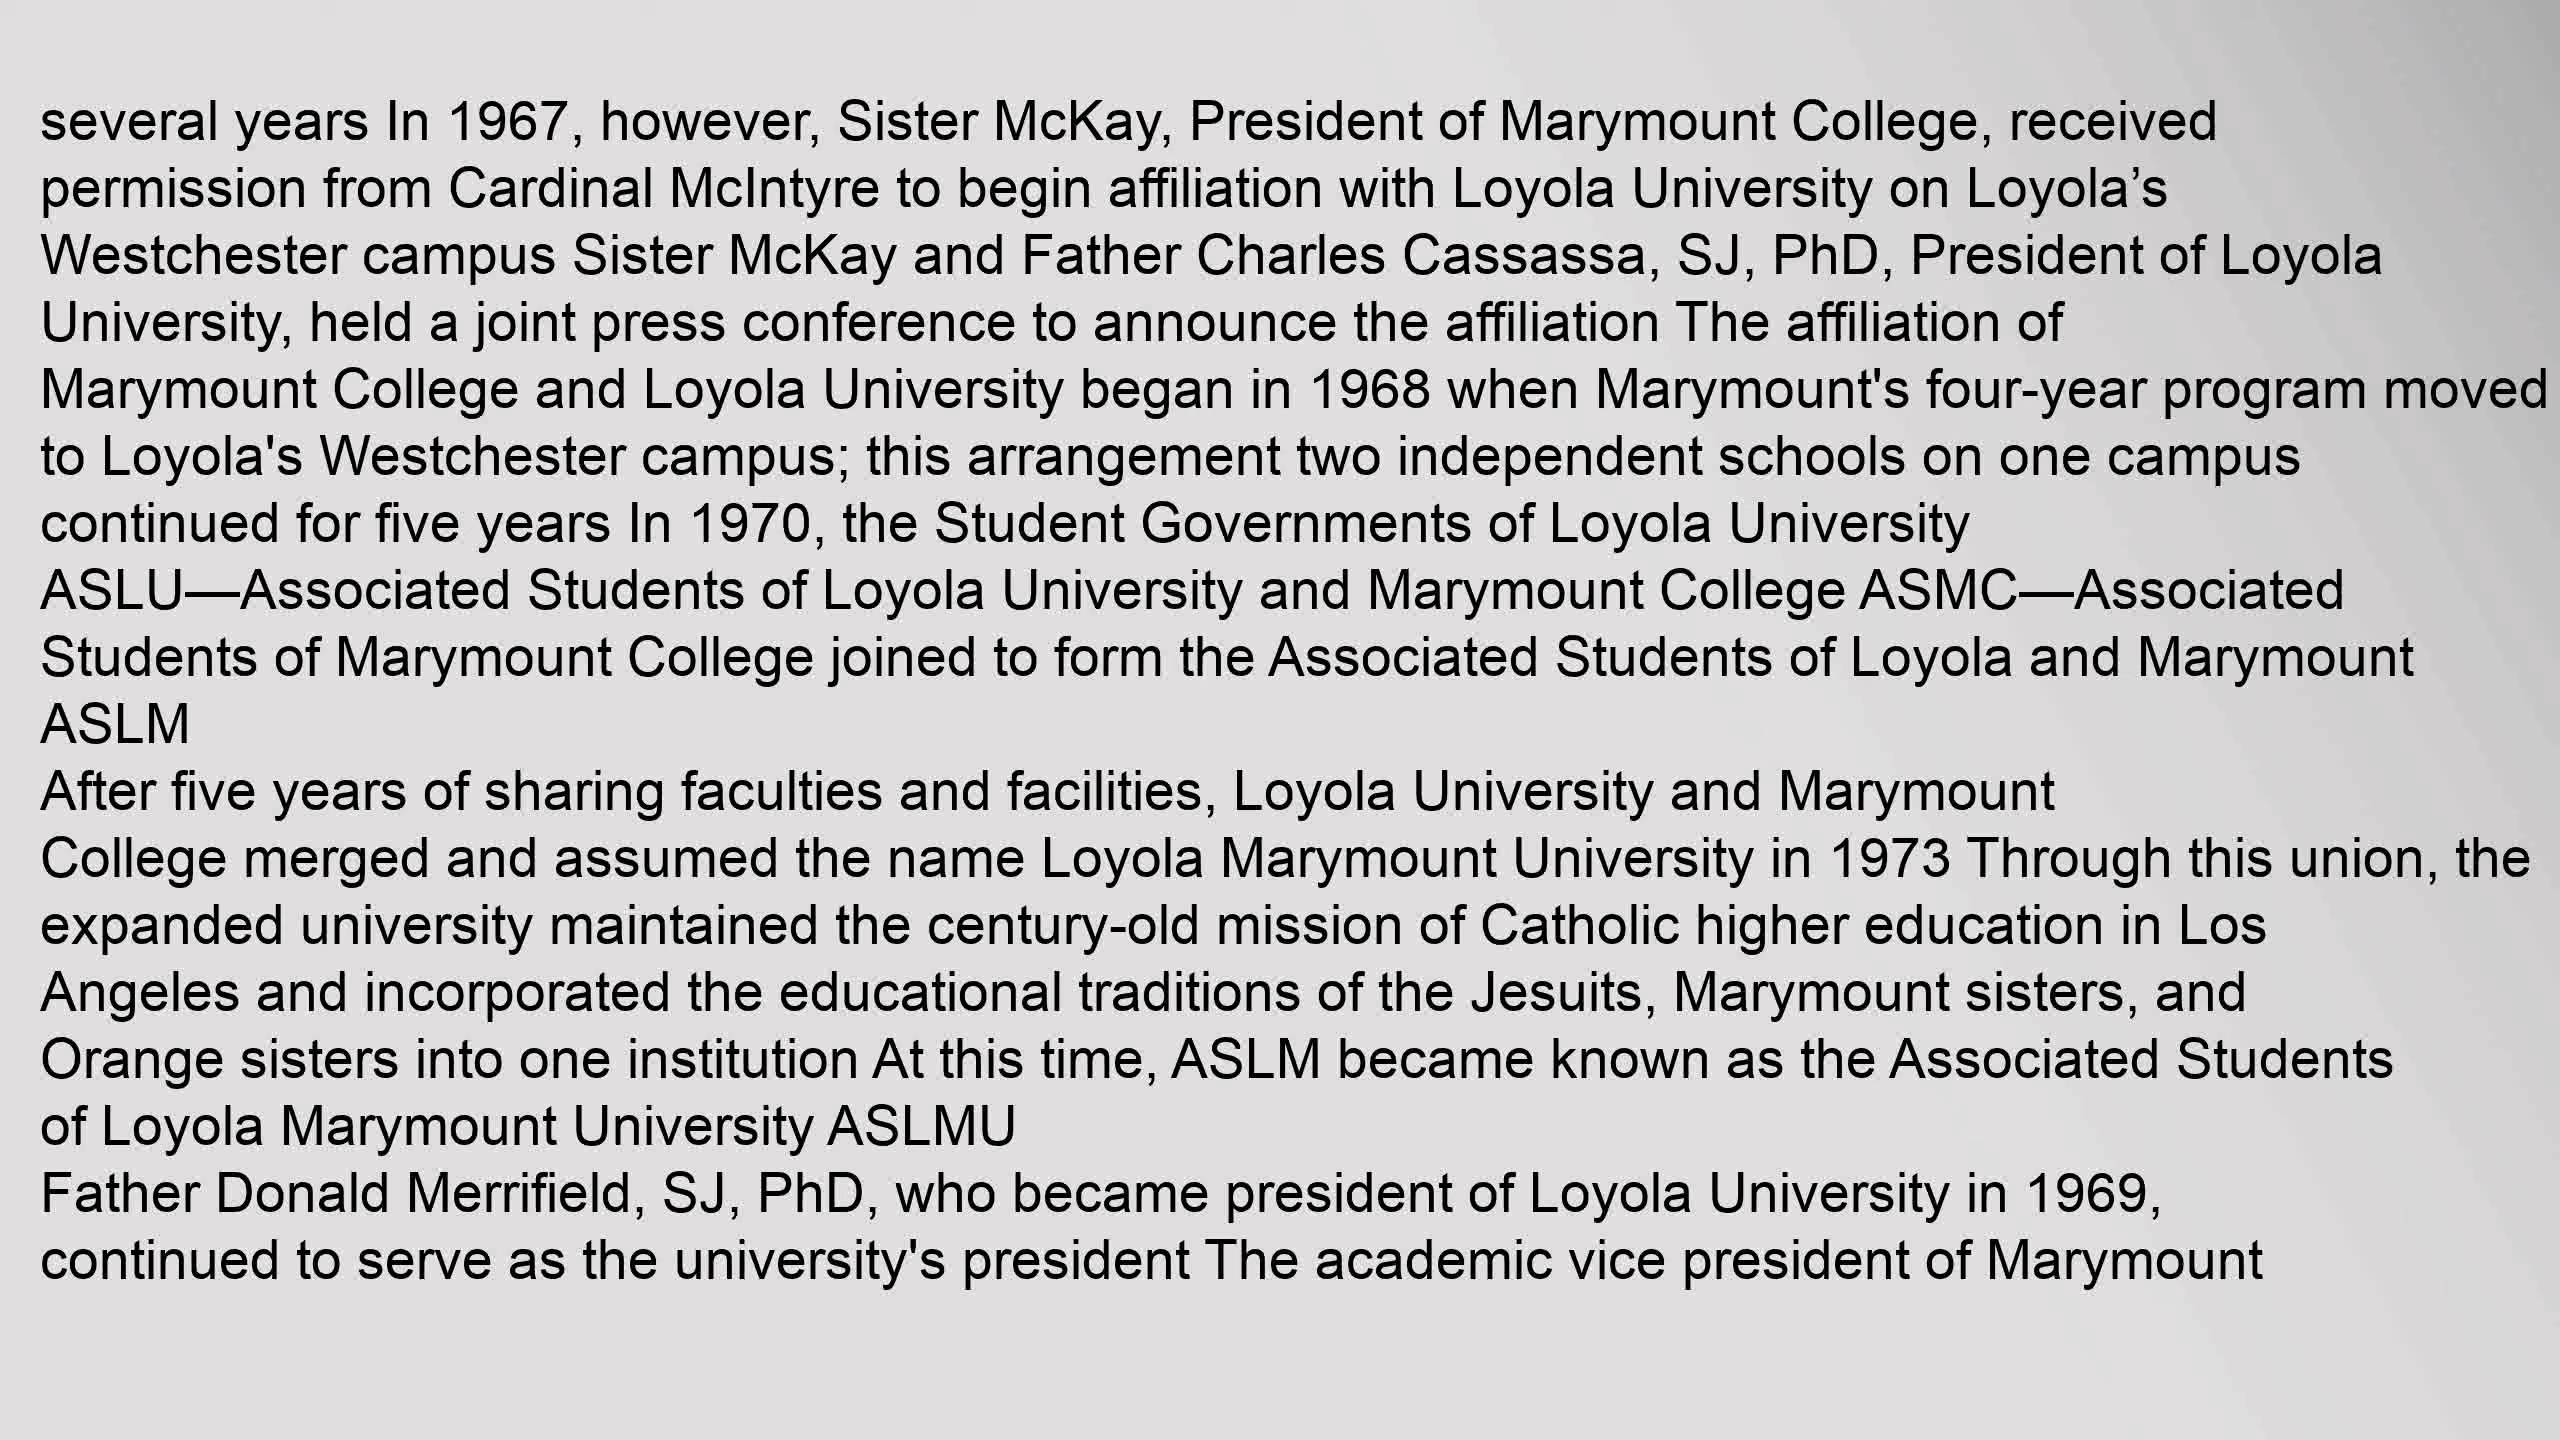 several years In 1967, however, Sister McKay, President of Marymount College, received
permission from Cardinal McIntyre to begin affiliation with Loyola University on Loyola’s
Westchester campus Sister McKay and Father Charles Cassassa, SJ, PhD, President of Loyola
University, held a joint press conference to announce the affiliation The affiliation of
Marymount College and Loyola University began in 1968 when Marymount's four-year program moved
to Loyola's Westchester campus; this arrangement two independent schools on one campus
continued for five years In 1970, the Student Governments of Loyola University
ASLU—Associated Students of Loyola University and Marymount College ASMC—Associated
Students of Marymount College joined to form the Associated Students of Loyola and Marymount
ASLM
After five years of sharing faculties and facilities, Loyola University and Marymount
College merged and assumed the name Loyola Marymount University in 1973 Through this union, the
expanded university maintained the century-old mission of Catholic higher education in Los
Angeles and incorporated the educational traditions of the Jesuits, Marymount sisters, and
Orange sisters into one institution At this time, ASLM became known as the Associated Students
of Loyola Marymount University ASLMU
Father Donald Merrifield, SJ, PhD, who became president of Loyola University in 1969,
continued to serve as the university's president The academic vice president of Marymount